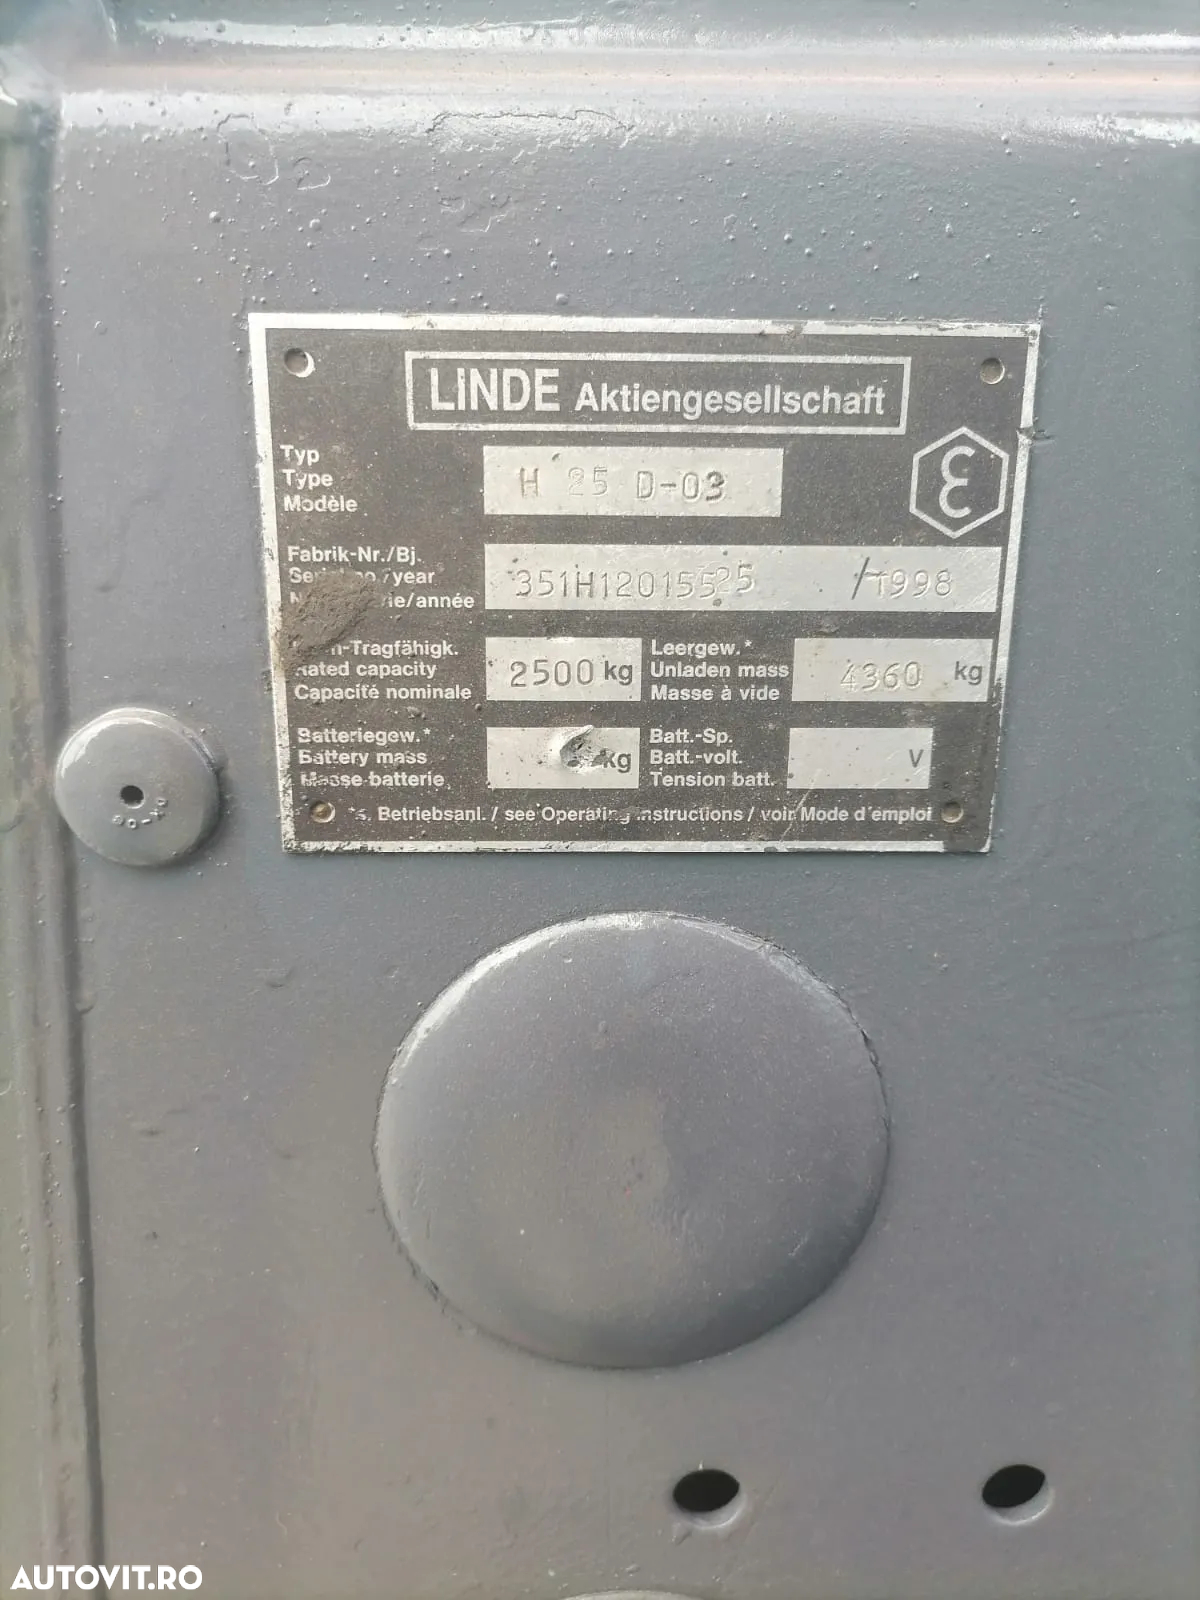 LINDE Aktiengesellschaft
Typ
Type
Modèle
H 25 D-03
Fabrik-Nr./Bj.
/year
/année
351H12015525 /1998
-Tragfähigk.
Rated capacity
Capacité nominale
2500 kg
Leergew.*
Unladen mass
Masse à vide
4360 kg
Batteriegew.*
Battery mass
Masse batterie
kg
Batt.-Sp.
Batt.-volt.
Tension batt.
V
*s. Betriebsanl. / see Operating instructions / voir Mode d'emploi
AUTOVIT.RO